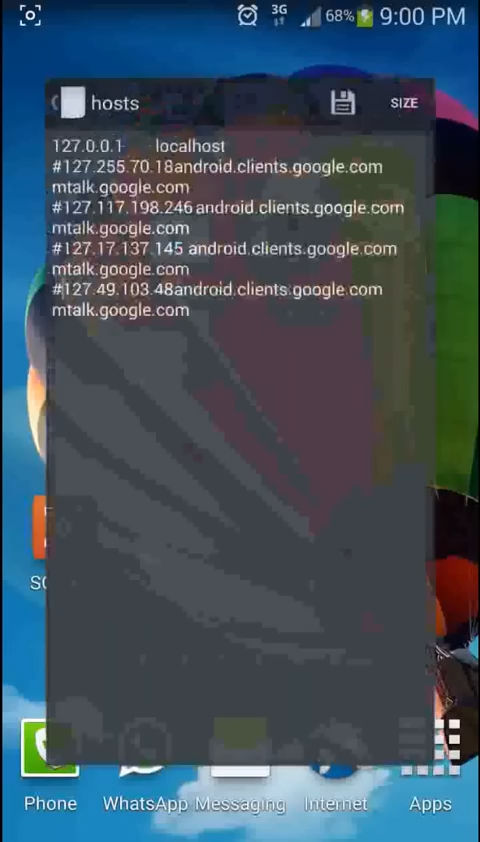 3G 68% 9:00 PM
hosts SIZE
127.0.0.1 localhost
#127.255.70.18android.clients.google.com
mtalk.google.com
#127.117.198.246 android.clients.google.com
mtalk.google.com
#127.17.137.145 android.clients.google.com
mtalk.google.com
#127.49.103.48android.clients.google.com
mtalk.google.com
Phone WhatsApp Messaging Internet Apps